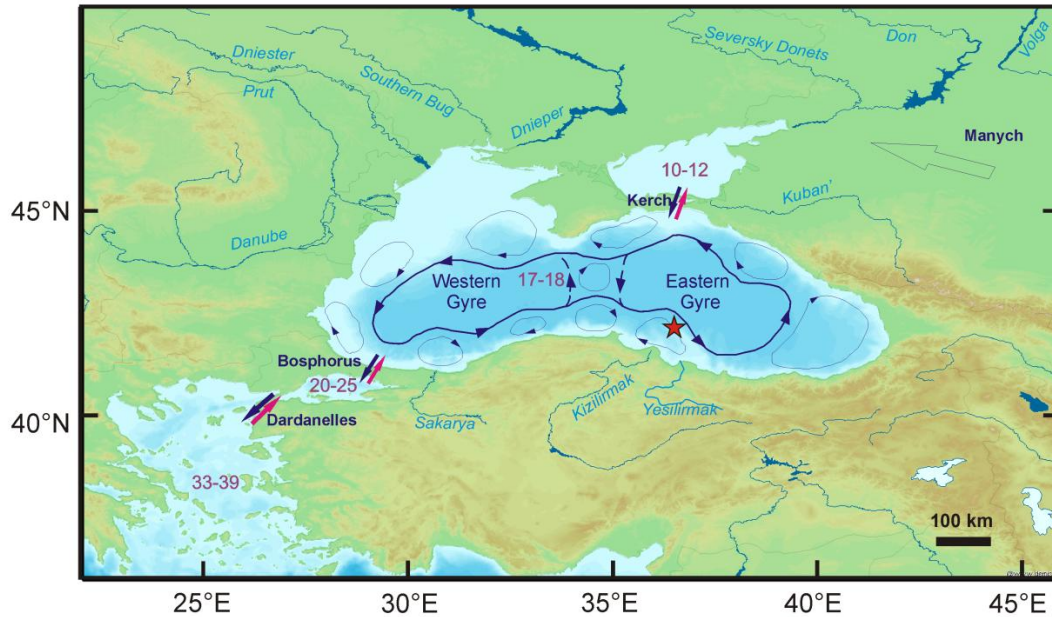 Dniester
Prut
Southern Bug
Dnieper
Seversky Donets
Don
Volga
Manych
10-12
Kerch
Kuban'
45°N
Danube
Western
Gyre
17-18
Eastern
Gyre
Bosphorus
20-25
Dardanelles
40°N
Sakarya
Kizilirmak
Yesilirmak
33-39
100 km
25°E
30°E
35°E
40°E
45°E